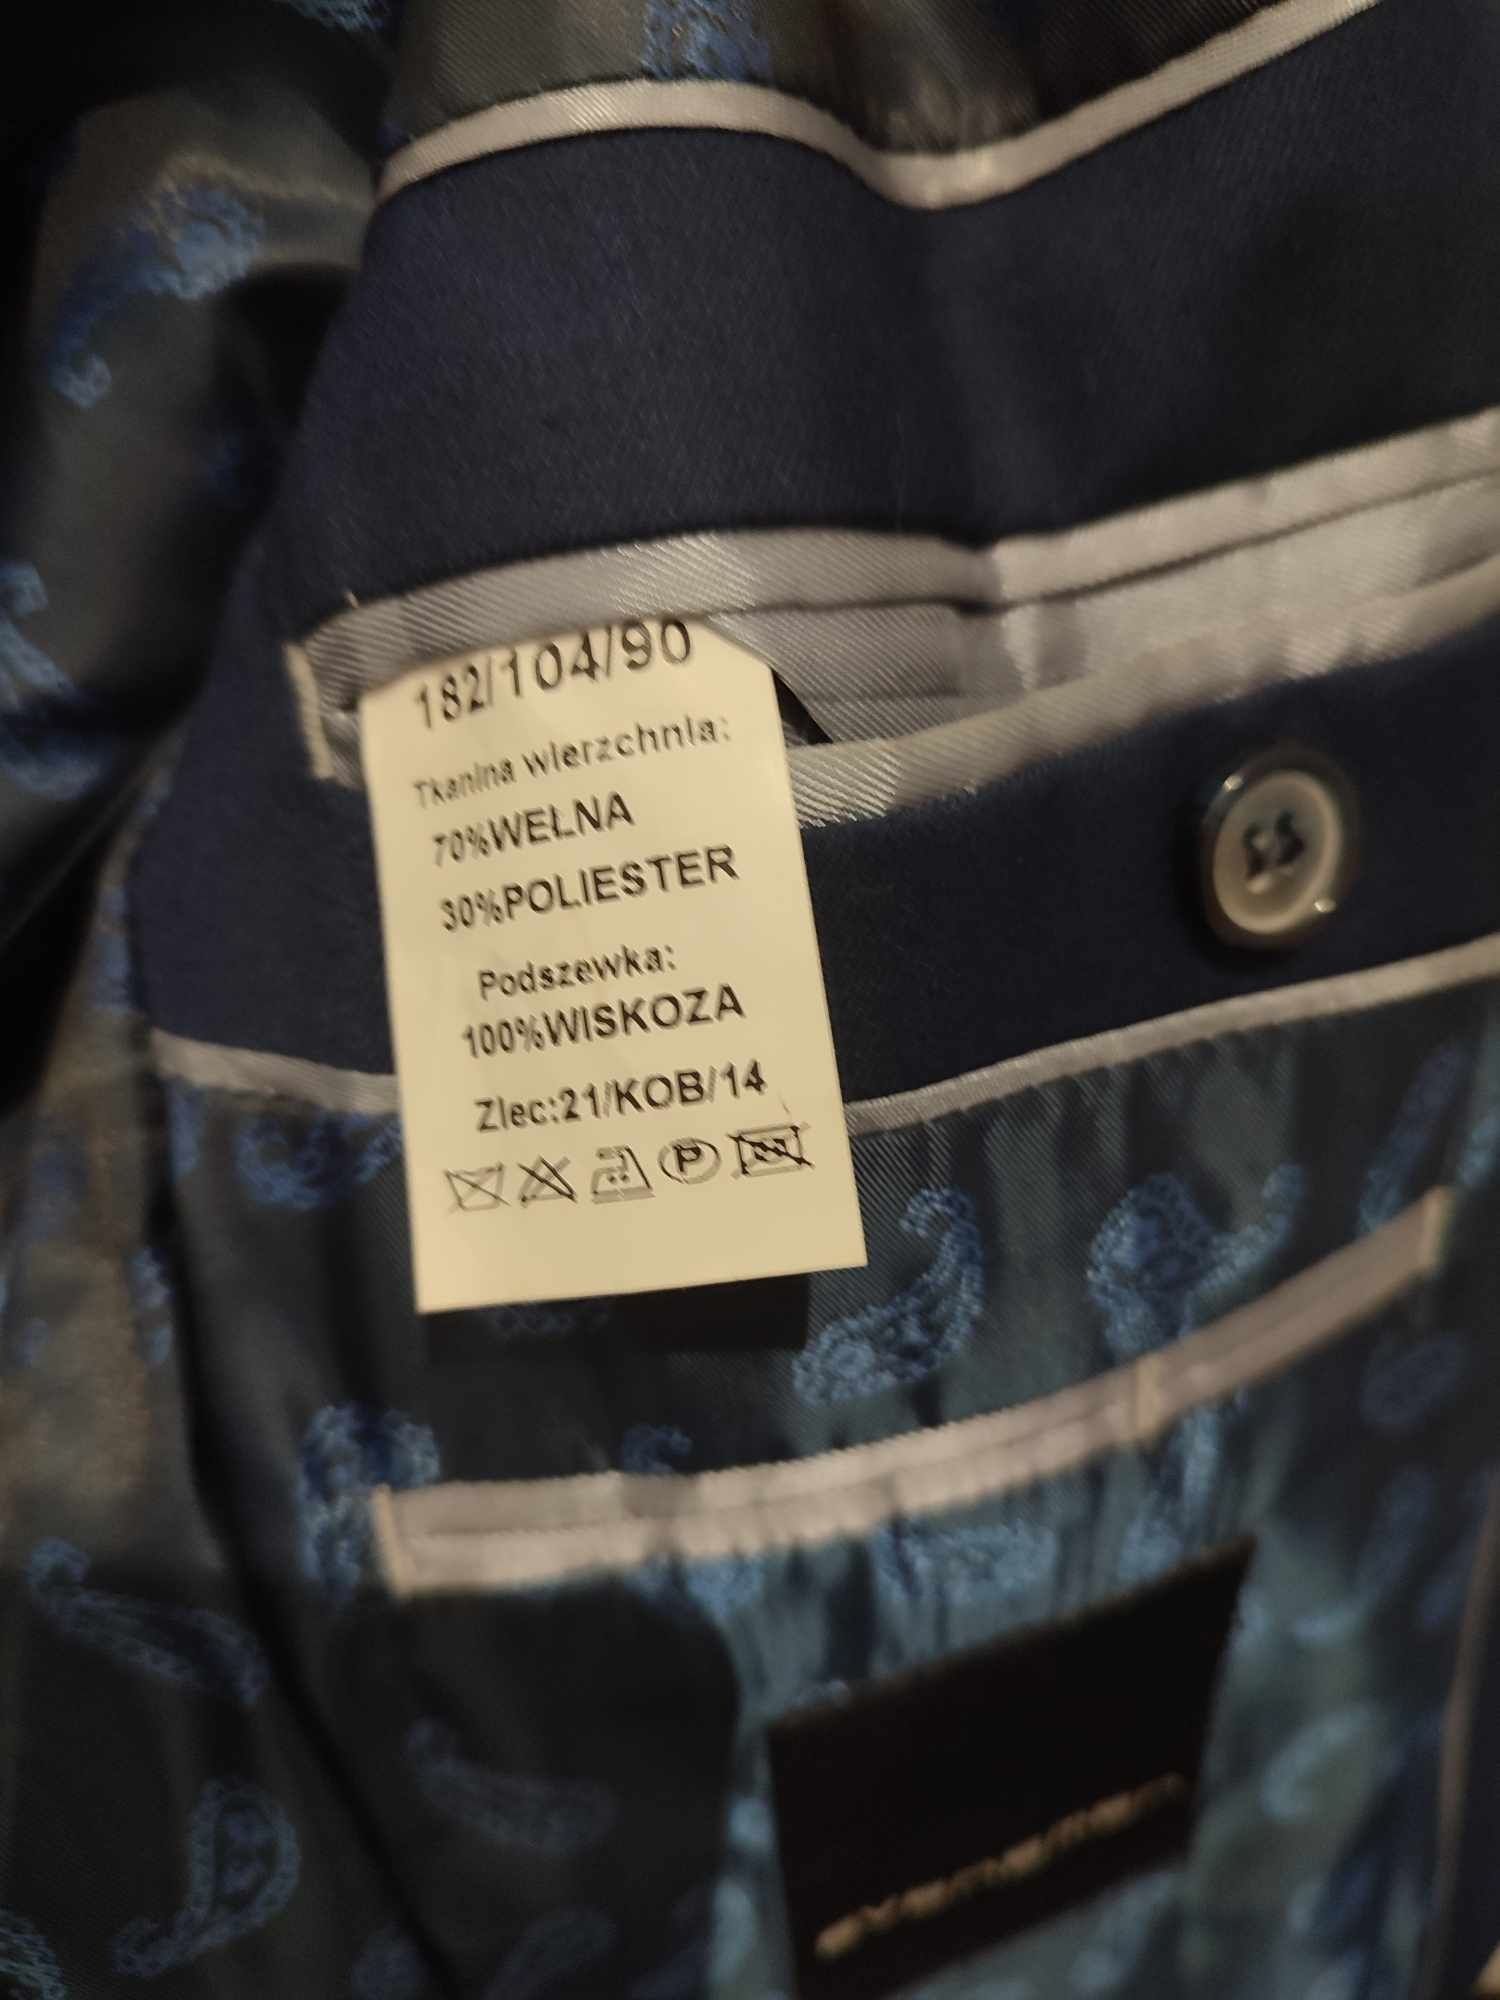 182/104/90
Tkanina wierzchnia:
70%WEŁNA
30%POLIESTER
Podszewka:
100%WISKOZA
Zlec:21/KOB/14
P